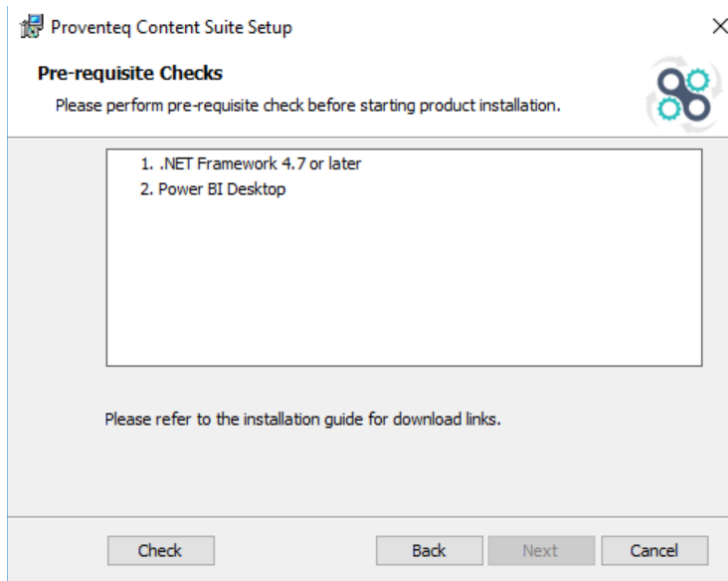 Proventeq Content Suite Setup
Pre-requisite Checks
Please perform pre-requisite check before starting product installation.
1. .NET Framework 4.7 or later
2. Power BI Desktop
Please refer to the installation guide for download links.
Check
Back
Next
Cancel